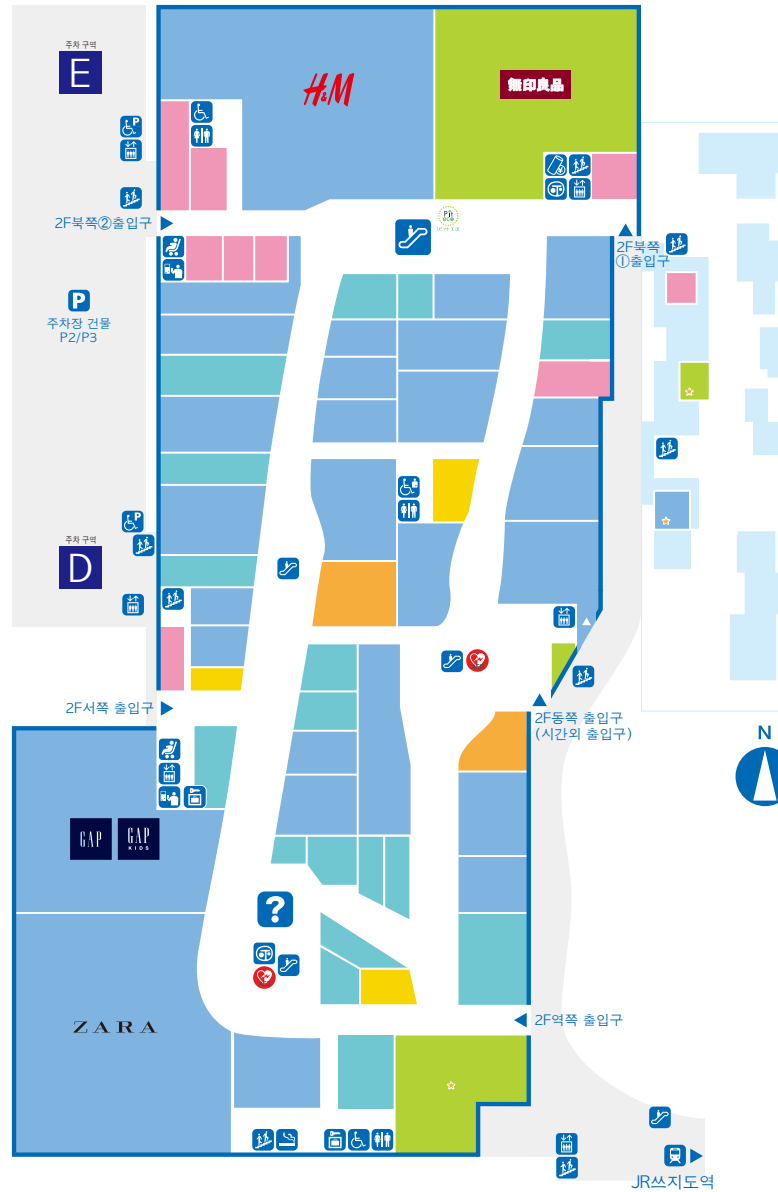 주차 구역
E
H&M
無印良品
P
2F북쪽②출입구
Pit
eco
P
주차장 건물
P2/P3
2F북쪽
①출입구
P
주차 구역
D
2F서쪽 출입구
2F동쪽 출입구
(시간외 출입구)
N
GAP
GAP
KIDS
?
ZARA
2F역쪽 출입구
JR쓰지도역